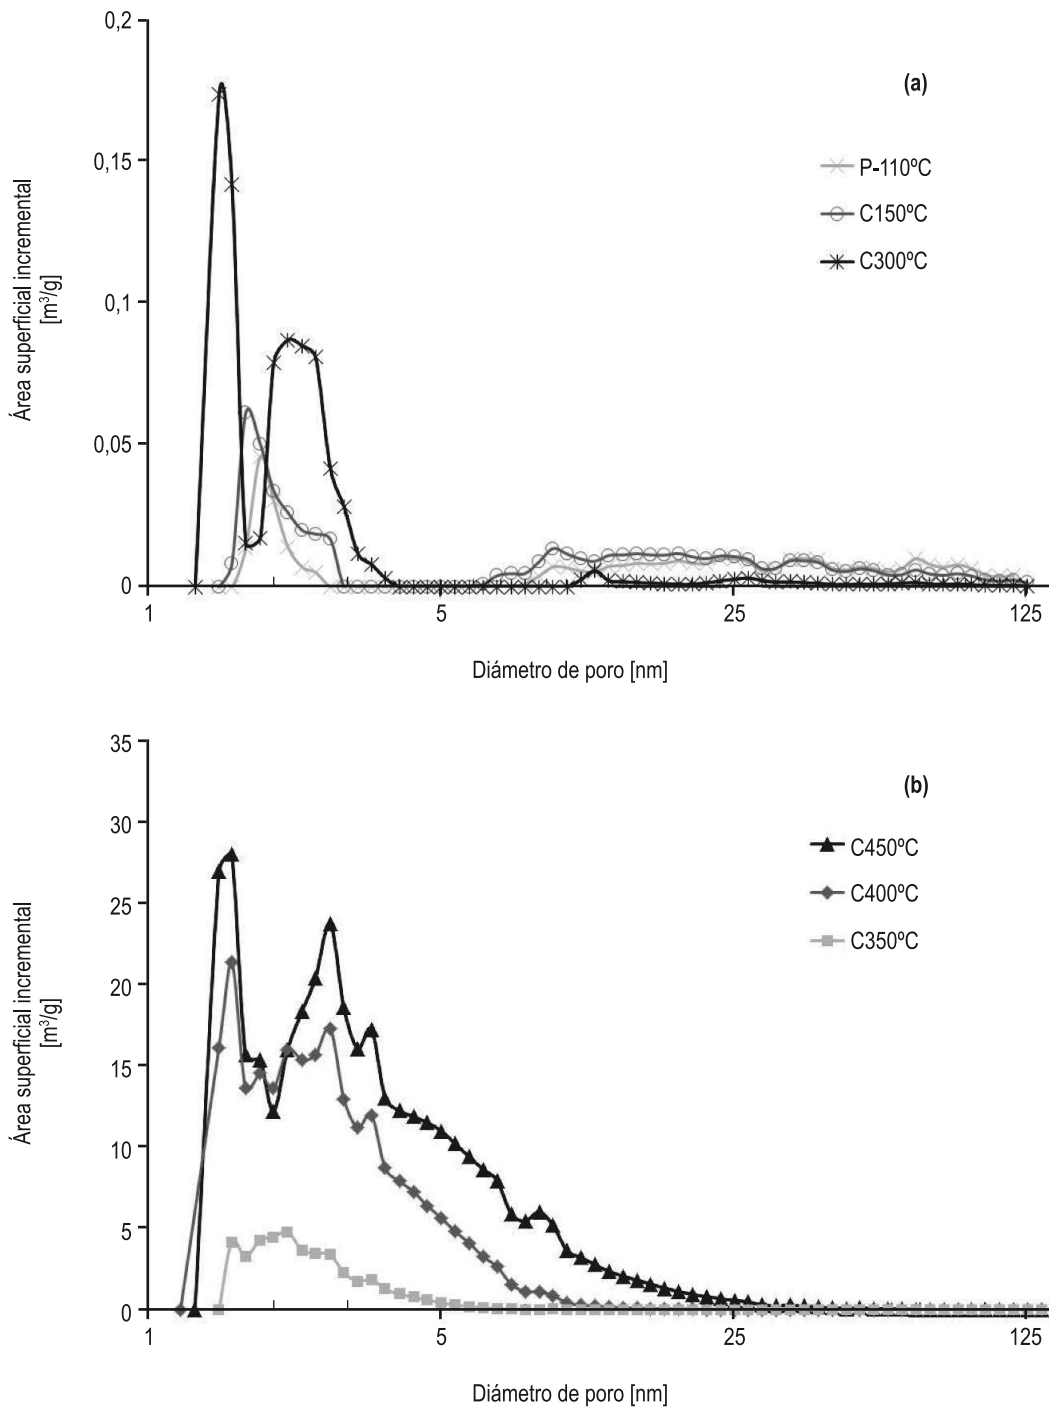 0,2
(a)
P-110ºC
0,15
C150ºC
C300ºC
Área superficial incremental
[m³/g]
0,1
0,05
0
1
5
25
125
Diámetro de poro [nm]
35
(b)
30
C450ºC
C400ºC
25
C350ºC
Área superficial incremental
[m³/g]
20
15
10
5
0
1
5
25
125
Diámetro de poro [nm]